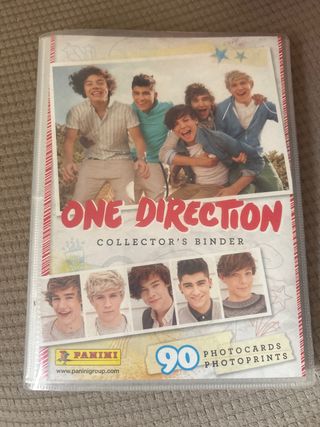 ONE DIRECTION
COLLECTOR'S BINDER
PANINI
www.paninigroup.com
90 PHOTOCARDS
PHOTOPRINTS